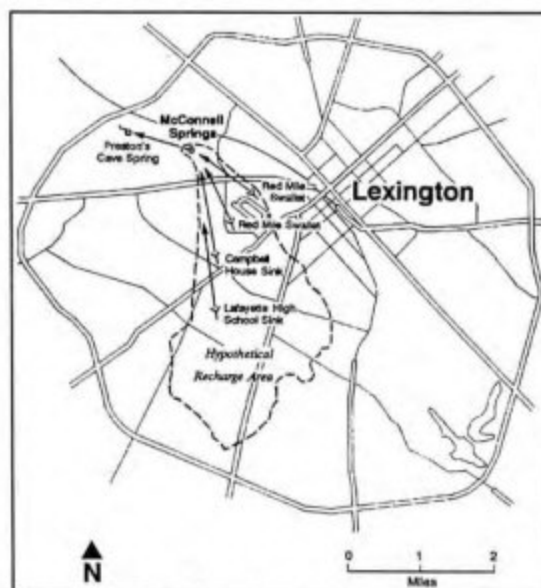 McConnell
Springs
Preston's
Cave Spring
Red Mile
Swallet
Lexington
Red Mile Swallet
Campbell
House Sink
Lafayette High
School Sink
Hypothetical
Recharge Area
N
0 1 2
Miles